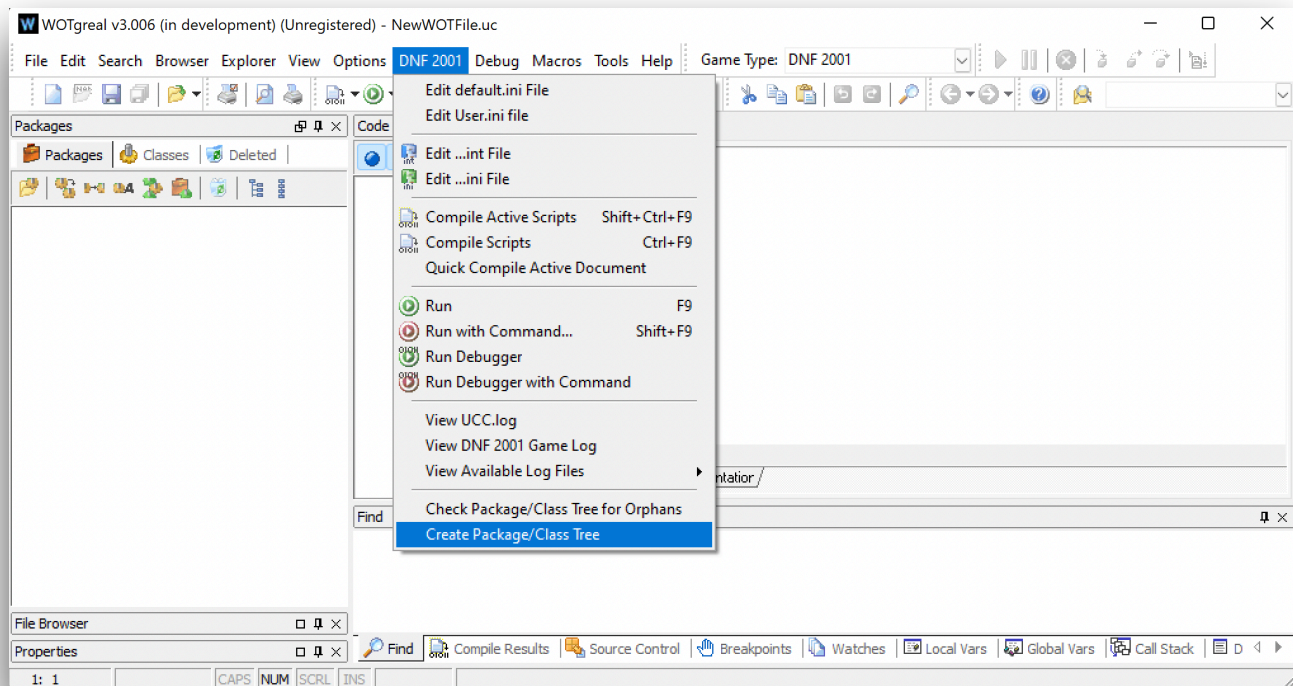 WOTgreal v3.006 (in development) (Unregistered) - NewWOTFile.uc
File Edit Search Browser Explorer View Options DNF 2001 Debug Macros Tools Help Game Type: DNF 2001
Packages
Code
Packages Classes Deleted
Edit default.ini File
Edit User.ini file
Edit ...int File
Edit ...ini File
Compile Active Scripts Shift+Ctrl+F9
Compile Scripts Ctrl+F9
Quick Compile Active Document
Run F9
Run with Command... Shift+F9
Run Debugger
Run Debugger with Command
View UCC.log
View DNF 2001 Game Log
View Available Log Files
Check Package/Class Tree for Orphans
Create Package/Class Tree
Find
File Browser
Properties
Find Compile Results Source Control Breakpoints Watches Local Vars Global Vars Call Stack D
1: 1 CAPS NUM SCRL INS